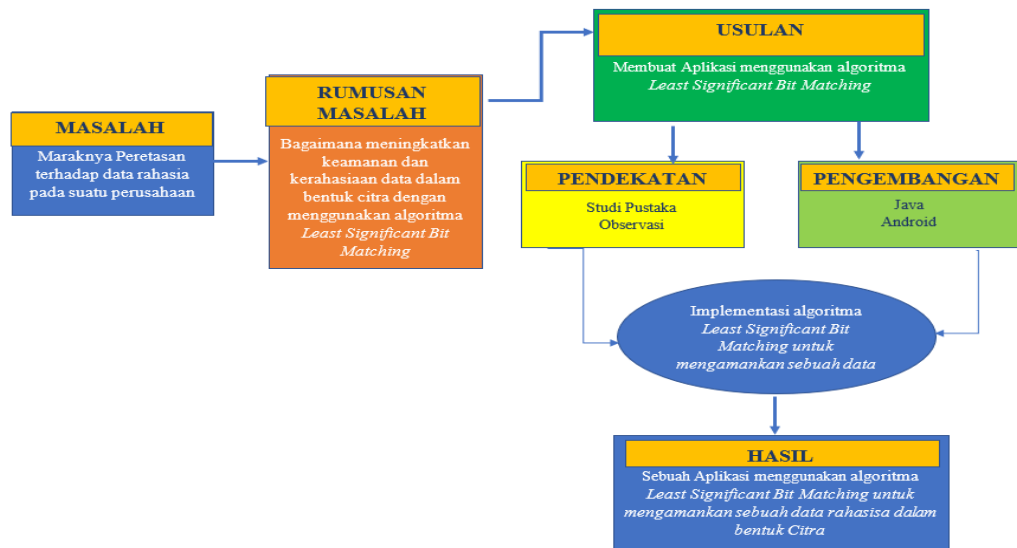 MASALAH
Maraknya Peretasan
terhadap data rahasia
pada suatu perusahaan
RUMUSAN
MASALAH
Bagaimana meningkatkan
keamanan dan
kerahasiaan data dalam
bentuk citra dengan
menggunakan algoritma
Least Significant Bit
Matching
USULAN
Membuat Aplikasi menggunakan algoritma
Least Significant Bit Matching
PENDEKATAN
Studi Pustaka
Observasi
PENGEMBANGAN
Java
Android
Implementasi algoritma
Least Significant Bit
Matching untuk
mengamankan sebuah data
HASIL
Sebuah Aplikasi menggunakan algoritma
Least Significant Bit Matching untuk
mengamankan sebuah data rahasisa dalam
bentuk Citra